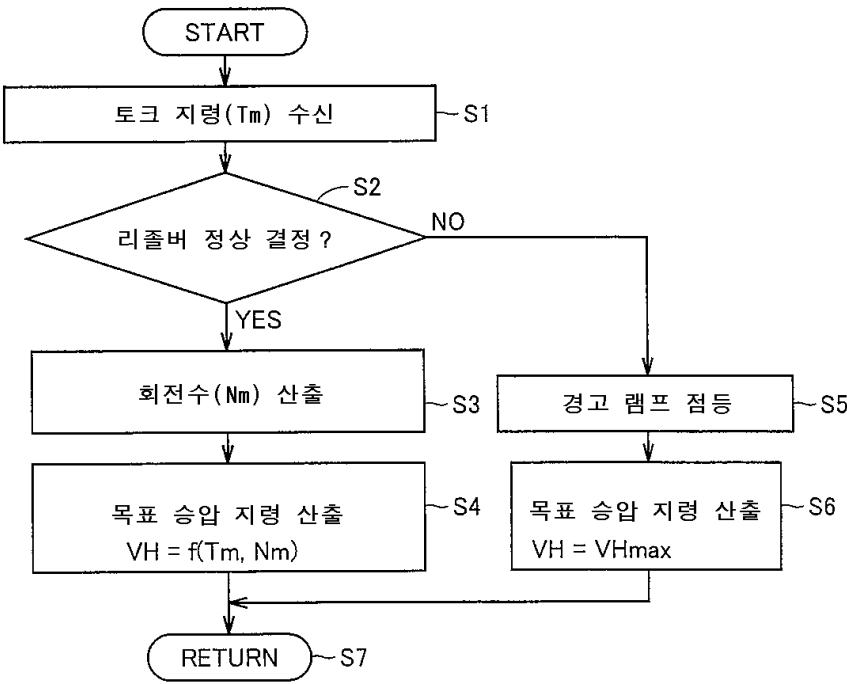 START
토크 지령(Tm) 수신
S1
S2
리졸버 정상 결정?
NO
YES
회전수(Nm) 산출
S3
경고 램프 점등
S5
목표 승압 지령 산출
VH = f(Tm, Nm)
S4
목표 승압 지령 산출
VH = VHmax
S6
RETURN
S7